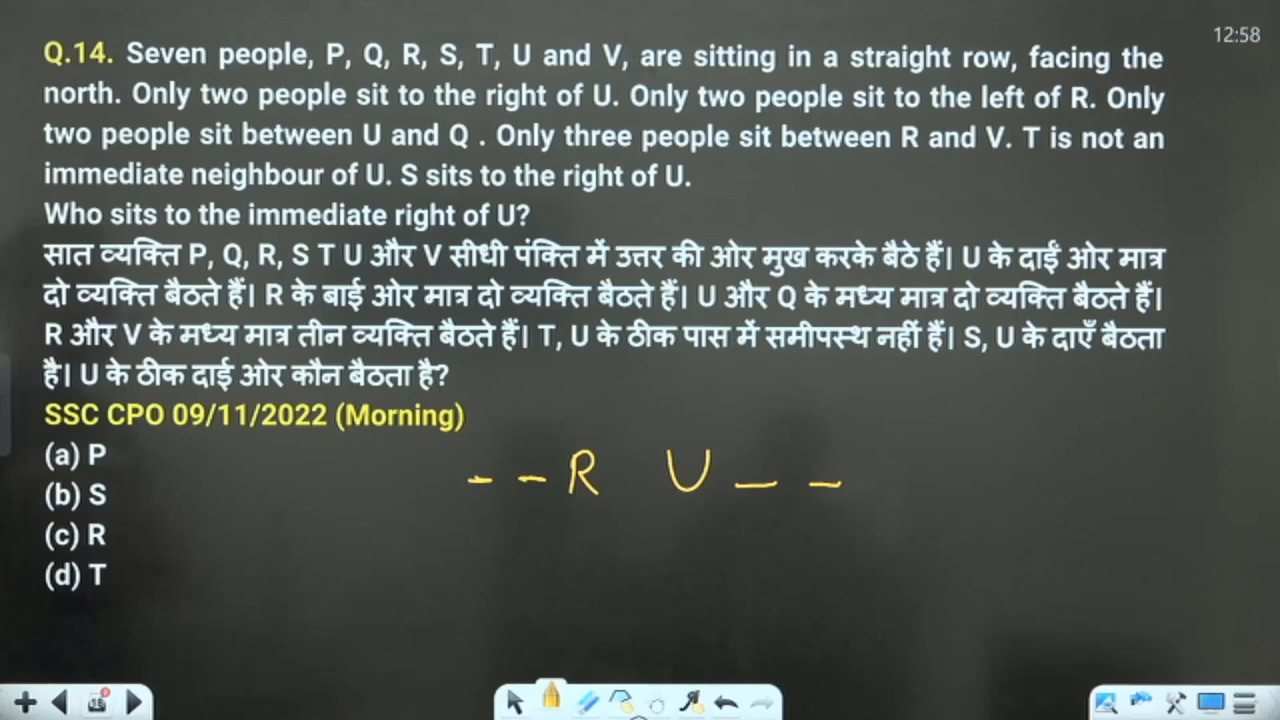 12:58
Q.14. Seven people, P, Q, R, S, T, U and V, are sitting in a straight row, facing the
north. Only two people sit to the right of U. Only two people sit to the left of R. Only
two people sit between U and Q . Only three people sit between R and V. T is not an
immediate neighbour of U. S sits to the right of U.
Who sits to the immediate right of U?
सात व्यक्ति P, Q, R, S T U और V सीधी पंक्ति में उत्तर की ओर मुख करके बैठे हैं। U के दाईं ओर मात्र
दो व्यक्ति बैठते हैं। R के बाई ओर मात्र दो व्यक्ति बैठते हैं। U और Q के मध्य मात्र दो व्यक्ति बैठते हैं।
R और V के मध्य मात्र तीन व्यक्ति बैठते हैं। T, U के ठीक पास में समीपस्थ नहीं हैं। S, U के दाएँ बैठता
है। U के ठीक दाई ओर कौन बैठता है?
SSC CPO 09/11/2022 (Morning)
(a) P
(b) S
(c) R
(d) T
- - R U - -